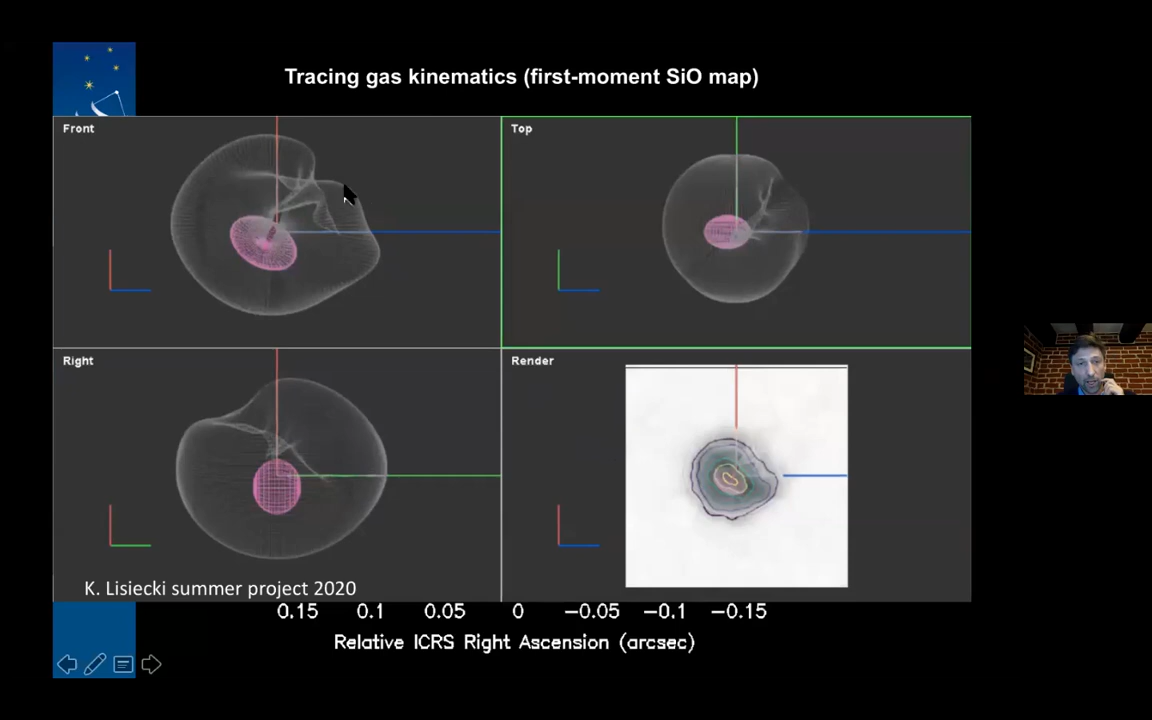 Tracing gas kinematics (first-moment SiO map)
Front
Top
Right
Render
K. Lisiecki summer project 2020
0.15 0.1 0.05 0 −0.05 −0.1 −0.15
Relative ICRS Right Ascension (arcsec)